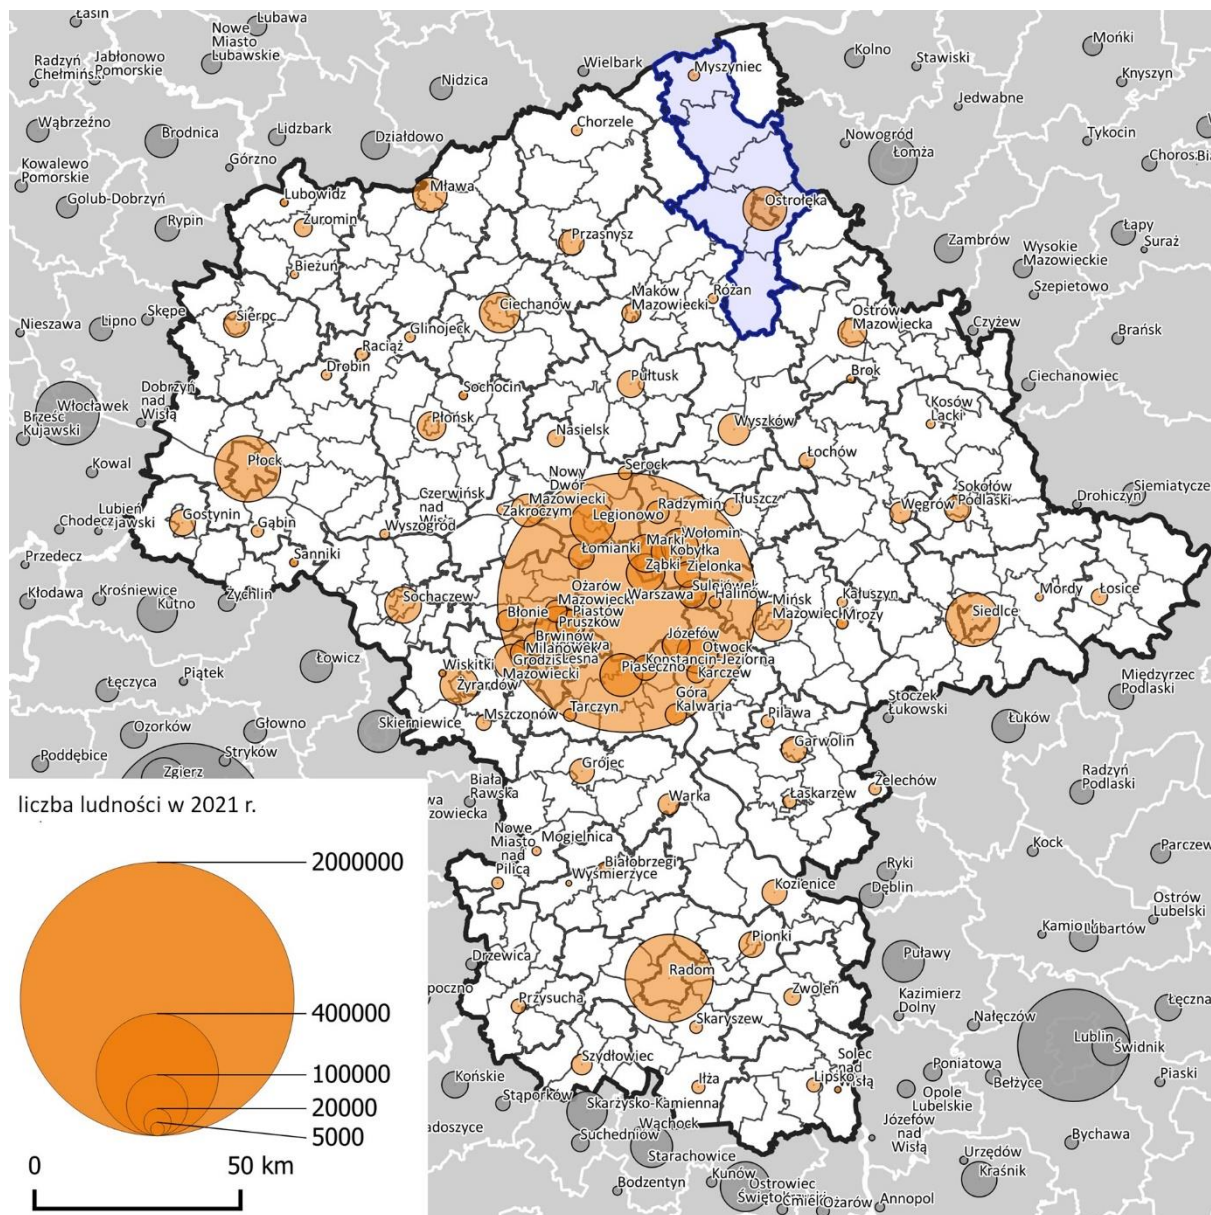 Łasin
Nowe
Miasto
Lubawskie
Lubawa
Radzyń
Chełmiński
Jabłonowo
Pomorskie
Nidzica
Wielbark
Myszyniec
Kolno
Stawiski
Mońki
Knyszyn
Jedwabne
Wąbrzeźno
Brodnica
Lidzbark
Działdowo
Chorzele
Nowogród
Łomża
Tykocin
Choros
Kowalewo
Pomorskie
Górzno
Golub-Dobrzyń
Rypin
Lubowidz
Żuromin
Mława
Przasnysz
Ostrołęka
Zambrów
Łapy
Suraż
Wysokie
Mazowieckie
Szepietowo
Bieżuń
Nieszawa
Lipno
Skępe
Sierpc
Ciechanów
Glinojeck
Raciąż
Drobin
Maków
Mazowiecki
Różan
Ostrów
Mazowiecka
Czyżew
Brańsk
Ciechanowiec
Włocławek
Brześć
Kujawski
Dobrzyń
nad
Wisłą
Sochocin
Płońsk
Pułtusk
Brok
Wyszków
Kosów
Lacki
Nasielsk
Łochów
Kowal
Płock
Serock
Nowy
Dwór
Mazowiecki
Zakroczym
Legionowo
Radzymin
Tłuszcz
Węgrów
Sokołów
Podlaski
Drohiczyn
Siemiatycze
Lubień
Chodecz
Gostynin
Gąbin
Wyszogród
Czerwińsk
nad
Przedecz
Sanniki
Łomianki
Marki
Wołomin
Kobyłka
Ząbki
Zielonka
Kłodawa
Krośniewice
Kutno
Żychlin
Sochaczew
Ożarów
Mazowiecki
Piastów
Pruszków
Błonie
Warszawa
Sulejówek
Halinów
Mińsk
Kałuszyn
Mrozy
Siedlce
Mordy
Łosice
Brwinów
Milanówek
Józefów
Otwock
Konstancin-Jeziorna
Karczew
Piaseczno
Góra
Kalwaria
Łowicz
Wiskitki
Żyrardów
Mazowiecki
Mszczonów
Tarczyn
Pilawa
Stoczek
Łukowski
Międzyrzec
Podlaski
Łęczyca
Piątek
Ozorków
Głowno
Skierniewice
Garwolin
Łuków
Poddębice
Stryków
Zgierz
Biała
Rawska
Grójec
Warka
Łaskarzew
Żelechów
Radzyń
Podlaski
Nowe
Miasto
nad
Pilicą
Mogielnica
Białobrzegi
Wyśmierzyce
Kozienice
Ryki
Dęblin
Kock
Parczew
Ostrów
Lubelski
Lubartów
Pionki
Puławy
Drzewica
Radom
Zwoleń
Kazimierz
Dolny
Nałęczów
Łęczna
Przysucha
Skaryszew
Lublin
Świdnik
Szydłowiec
Iłża
Lipsko
Solec
nad
Wisłą
Poniatowa
Bełżyce
Piaski
Opole
Lubelskie
Końskie
Stąporków
Skarżysko-Kamienna
Wąchock
Suchedniów
Starachowice
Józefów
nad
Wisłą
Bychawa
Urzędów
Kraśnik
Bodzentyn
Kunów
Ostrowiec
Ożarów
Annopol
liczba ludności w 2021 r.
2000000
400000
100000
20000
5000
0
50 km